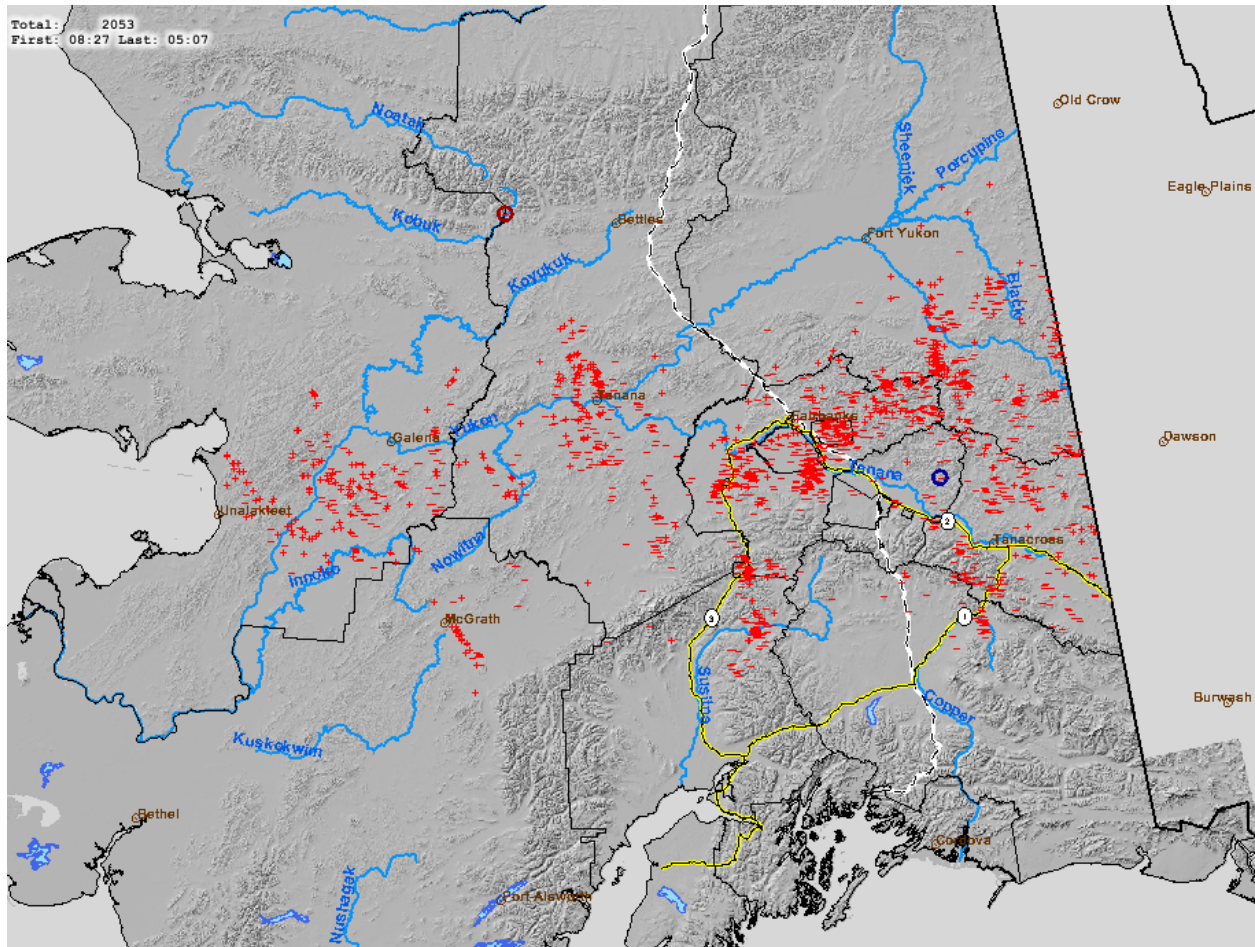 Total: 2053
First: 08:27 Last: 05:07
Old Crow
Noatak
Sheenjek
Porcupine
Eagle Plains
Kobuk
Bettles
Fort Yukon
Koyukuk
Black
Tanana
Fairbanks
Yukon
Galena
Dawson
Tanana
Unalakleet
2
Nowitna
Tanacross
Innoko
McGrath
3
1
Susitna
Copper
Burwash
Kuskokwim
Bethel
Cordova
Port Alsworth
Nushagak